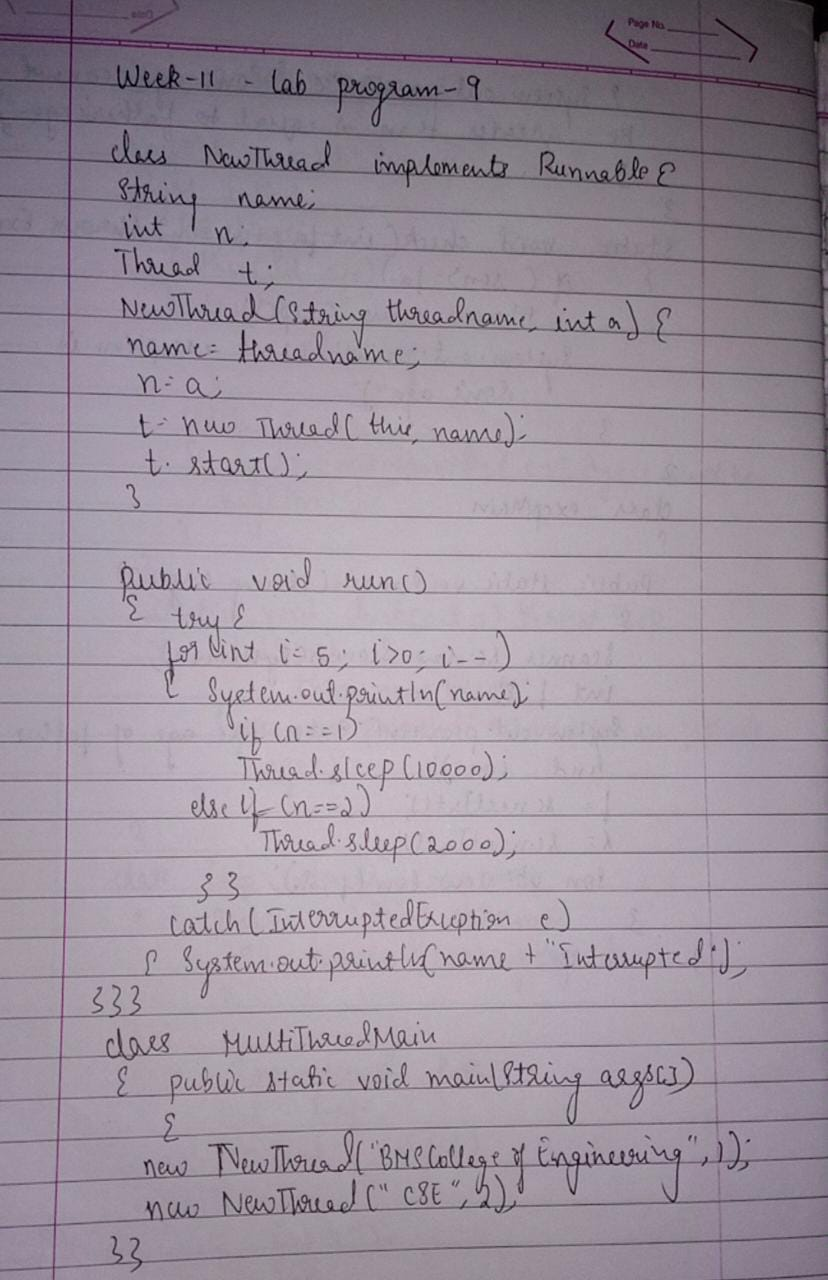 Page No.
Date
Week-11 - Lab program-9
class NewThread implements Runnable {
String name;
int n;
Thread t;
NewThread (String threadname, int a) {
name = threadname;
n = a;
t = new Thread ( this, name);
t. start();
}
public void run()
{ try {
for (int i = 5; i>0; i--)
{ System.out.println(name);
if (n==1)
Thread.sleep (10000);
else if (n==2)
Thread.sleep(2000);
} }
catch (InterruptedException e)
{ System.out.println(name + "Interrupted");
} } }
class MultiThreadMain
{ public static void main(String args[])
{
new NewThread("BMS College of Engineering", 1);
new NewThread (" CSE ", 2);
} }